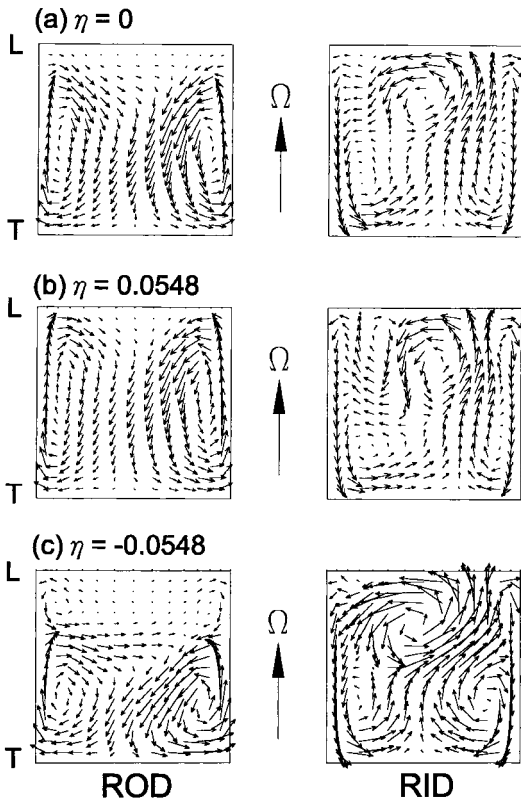 (a) η = 0
L
Ω
T
(b) η = 0.0548
L
Ω
T
(c) η = -0.0548
L
Ω
T
ROD
RID